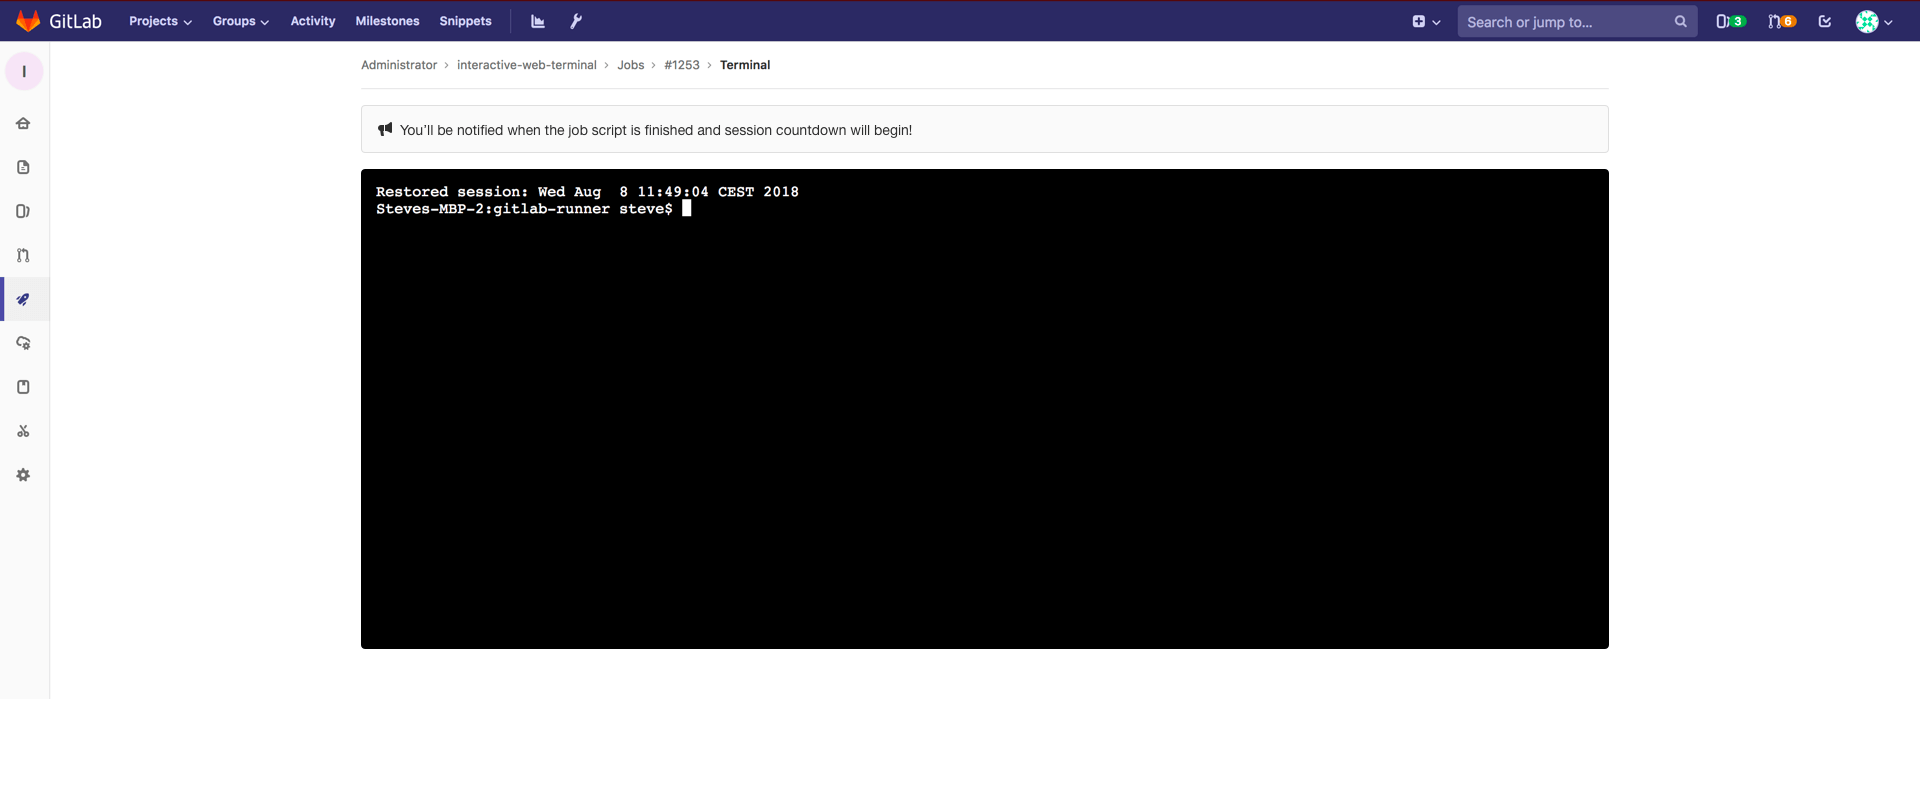 GitLab Projects Groups Activity Milestones Snippets Search or jump to... 3 6
I
Administrator › interactive-web-terminal › Jobs › #1253 › Terminal
You'll be notified when the job script is finished and session countdown will begin!
Restored session: Wed Aug  8 11:49:04 CEST 2018
Steves-MBP-2:gitlab-runner steve$